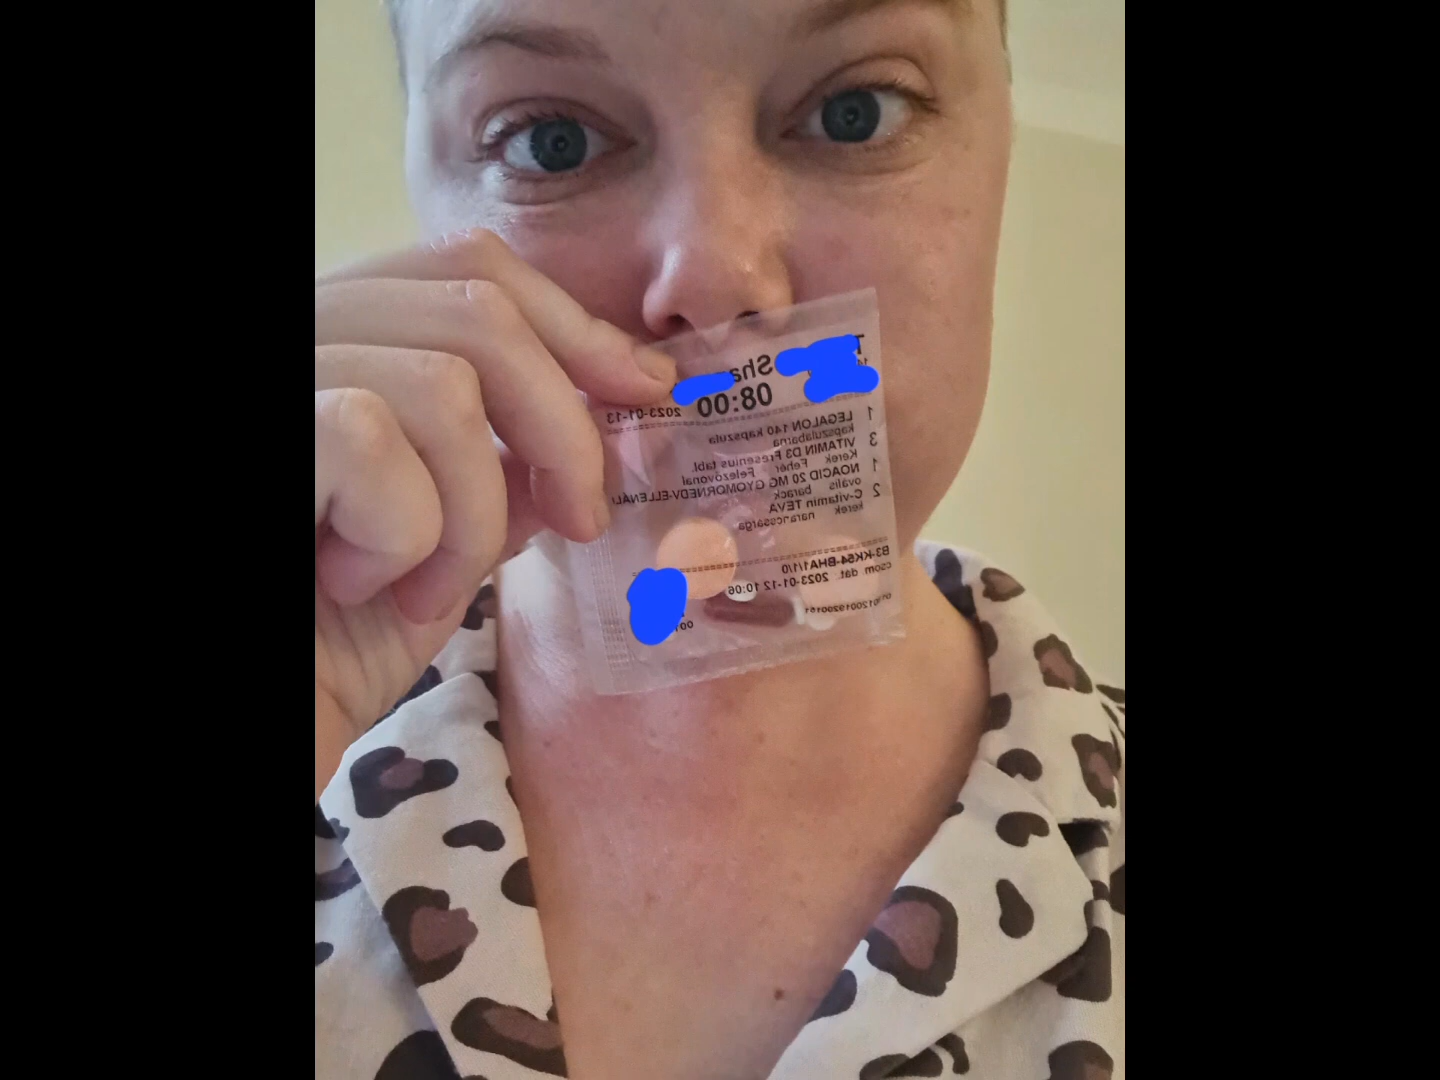 T
Sha
08:00 2023-01-13
1 LEGALON 140 kapszula
kapszulabarna
3 VITAMIN D3 Fresenius tabl.
Kerek Fehér Felezővonal
1 NOACID 20 MG GYOMORNEDV-ELLENÁL
ovális barack
2 C-vitamin TEVA
kerek narancssárga
B3-KK54-BHA1/1/0
csom. dát. 2023-01-12 10:06